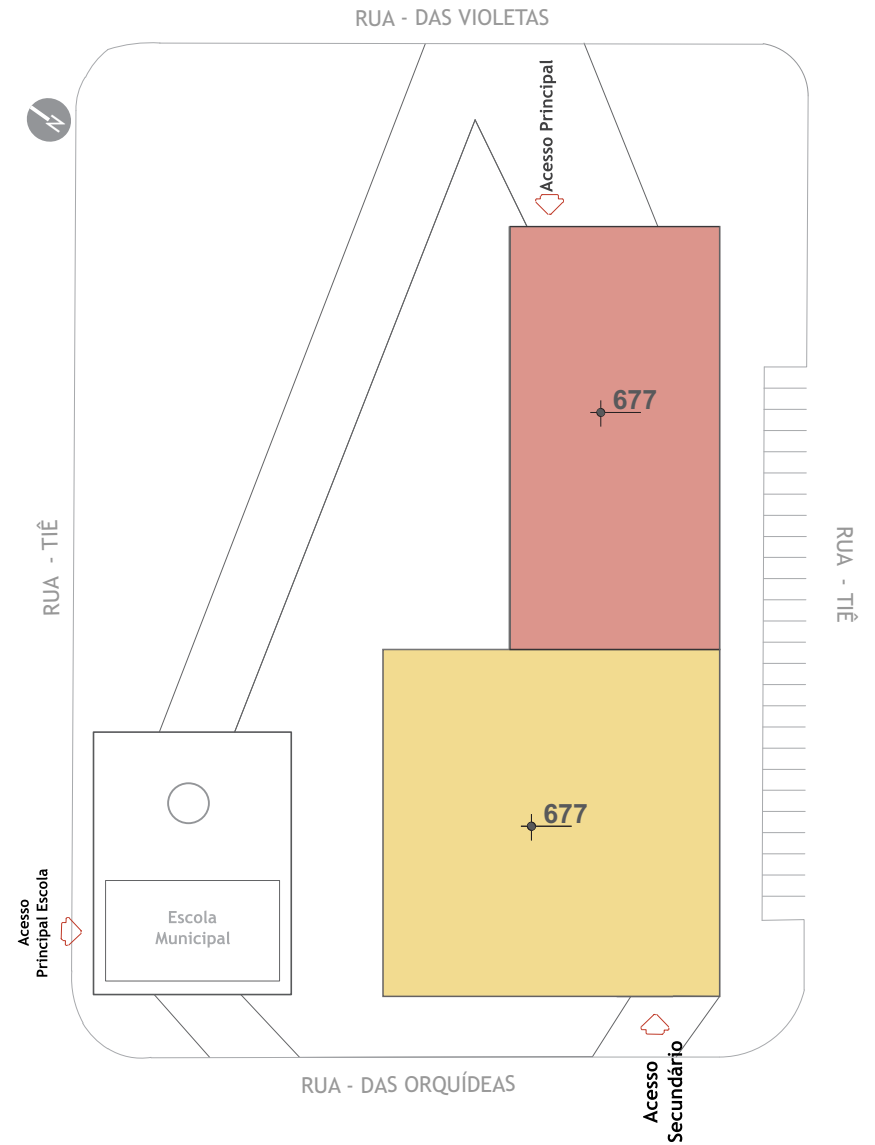 RUA - DAS VIOLETAS
Acesso Principal
N
677
RUA - TIÊ
RUA - TIÊ
677
Acesso
Principal Escola
Escola
Municipal
RUA - DAS ORQUÍDEAS
Acesso
Secundário